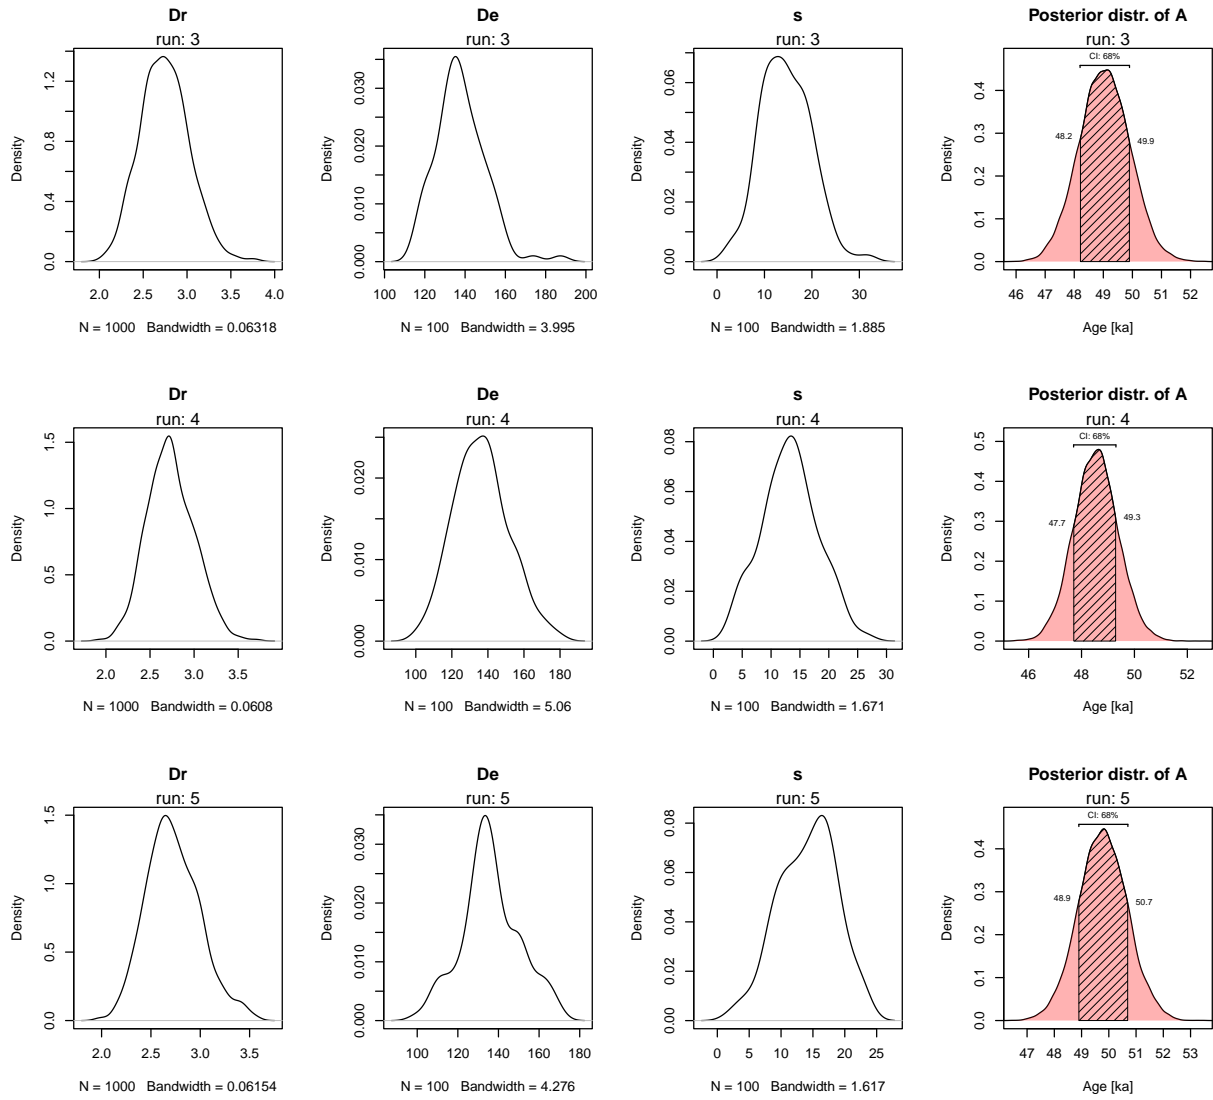 Dr De s Posterior distr. of A
run: 3 run: 3 run: 3 run: 3
CI: 68%
48.2 49.9
Density Density Density Density
0.0 0.4 0.8 1.2
0.000 0.010 0.020 0.030
0.00 0.02 0.04 0.06
0.0 0.1 0.2 0.3 0.4
2.0 2.5 3.0 3.5 4.0 100 120 140 160 180 200 0 10 20 30 46 47 48 49 50 51 52
N = 1000 Bandwidth = 0.06318 N = 100 Bandwidth = 3.995 N = 100 Bandwidth = 1.885 Age [ka]
Dr De s Posterior distr. of A
run: 4 run: 4 run: 4 run: 4
CI: 68%
47.7 49.3
Density Density Density Density
0.0 0.5 1.0 1.5
0.000 0.010 0.020
0.00 0.02 0.04 0.06 0.08
0.0 0.1 0.2 0.3 0.4 0.5
2.0 2.5 3.0 3.5 100 120 140 160 180 0 5 10 15 20 25 30 46 48 50 52
N = 1000 Bandwidth = 0.0608 N = 100 Bandwidth = 5.06 N = 100 Bandwidth = 1.671 Age [ka]
Dr De s Posterior distr. of A
run: 5 run: 5 run: 5 run: 5
CI: 68%
48.9 50.7
Density Density Density Density
0.0 0.5 1.0 1.5
0.000 0.010 0.020 0.030
0.00 0.02 0.04 0.06 0.08
0.0 0.1 0.2 0.3 0.4
2.0 2.5 3.0 3.5 100 120 140 160 180 0 5 10 15 20 25 47 48 49 50 51 52 53
N = 1000 Bandwidth = 0.06154 N = 100 Bandwidth = 4.276 N = 100 Bandwidth = 1.617 Age [ka]